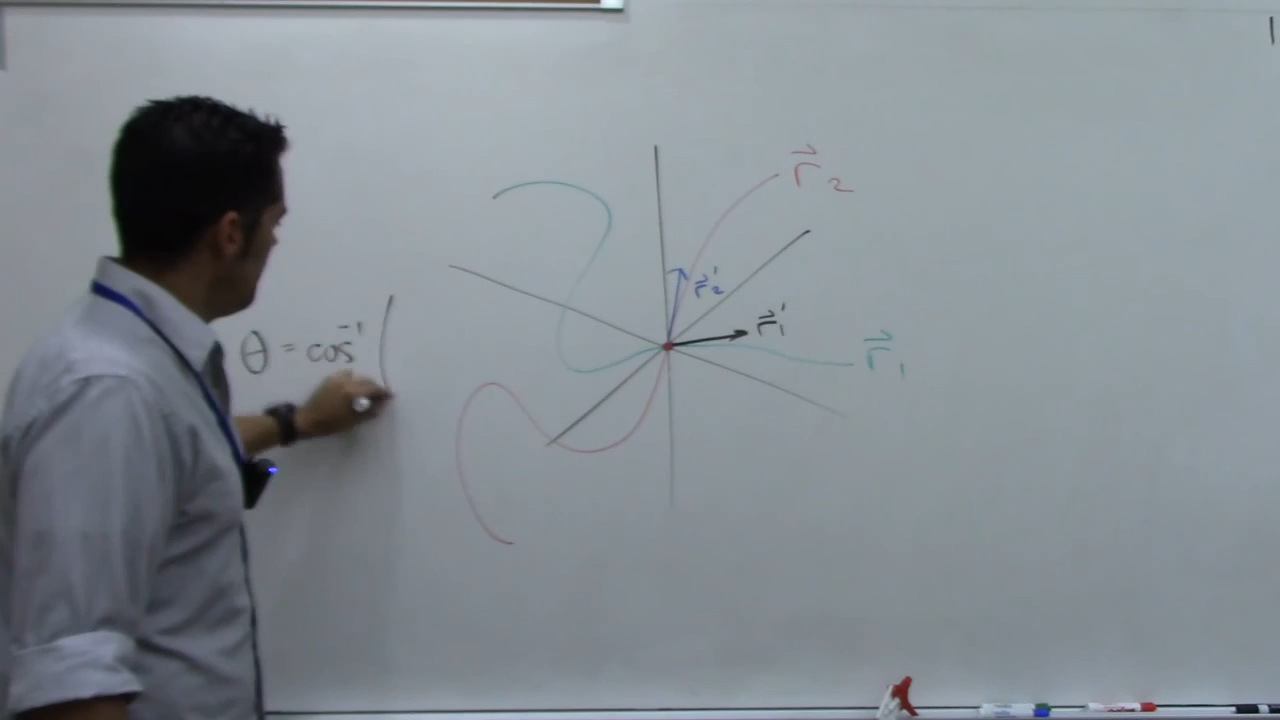 r⃗₂
r⃗₂′
r⃗₁′
θ = cos⁻¹(
r⃗₁